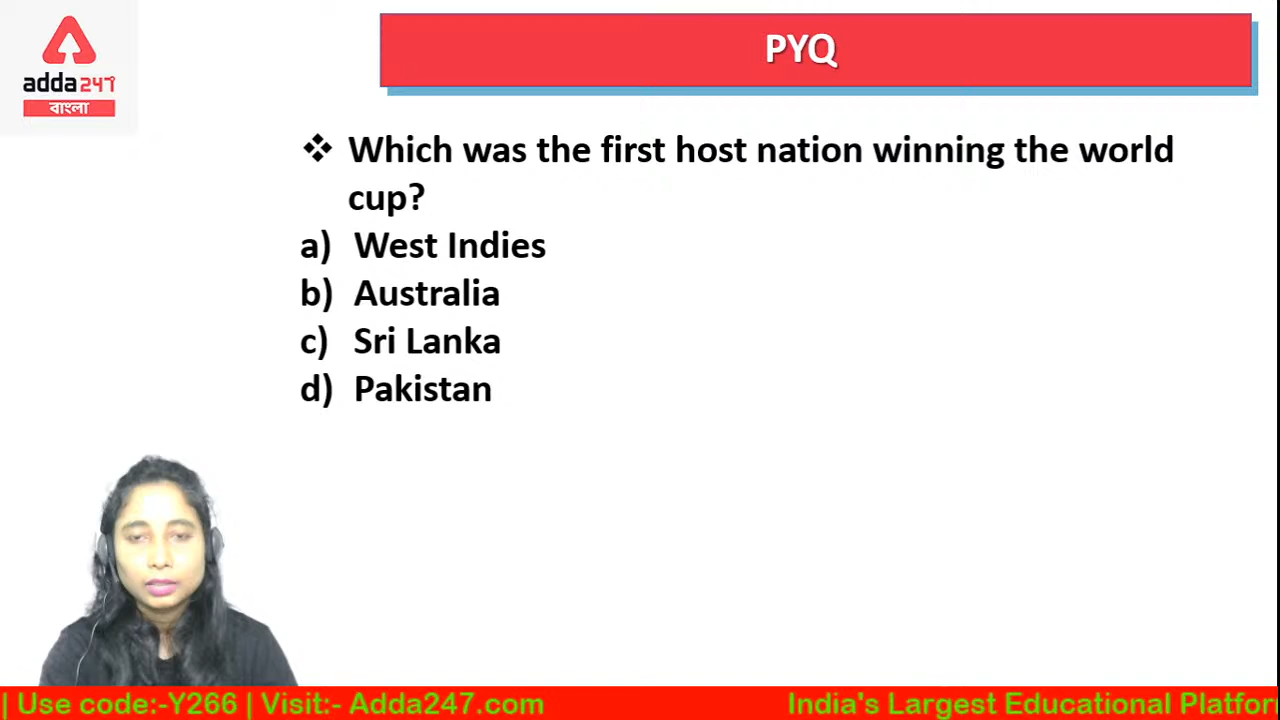 adda247
বাংলা
PYQ
❖ Which was the first host nation winning the world
cup?
a) West Indies
b) Australia
c) Sri Lanka
d) Pakistan
| Use code:-Y266 | Visit:- Adda247.com India's Largest Educational Platfor